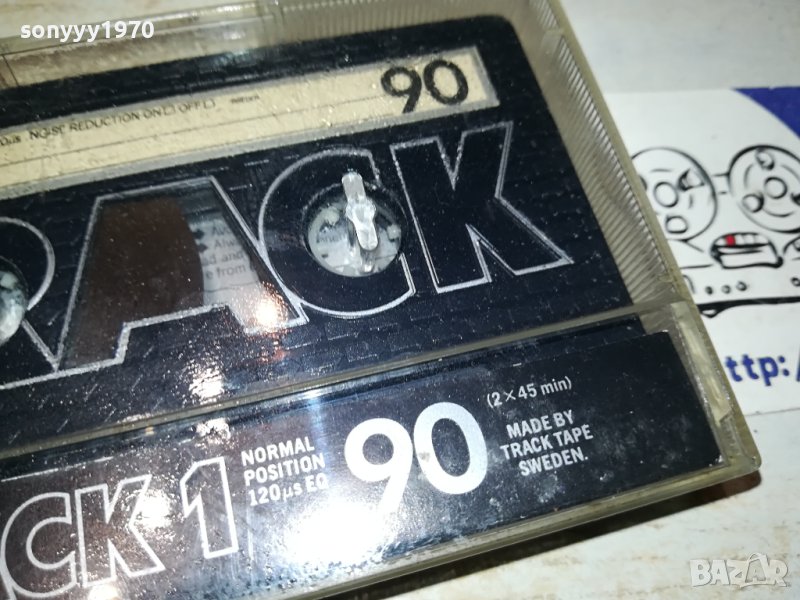 sonyyy1970
90
NOISE REDUCTION ON OFF
RACK
CK 1
NORMAL
POSITION
120µs EQ
90
(2 × 45 min)
MADE BY
TRACK TAPE
SWEDEN.
ttp:/
BAZAR